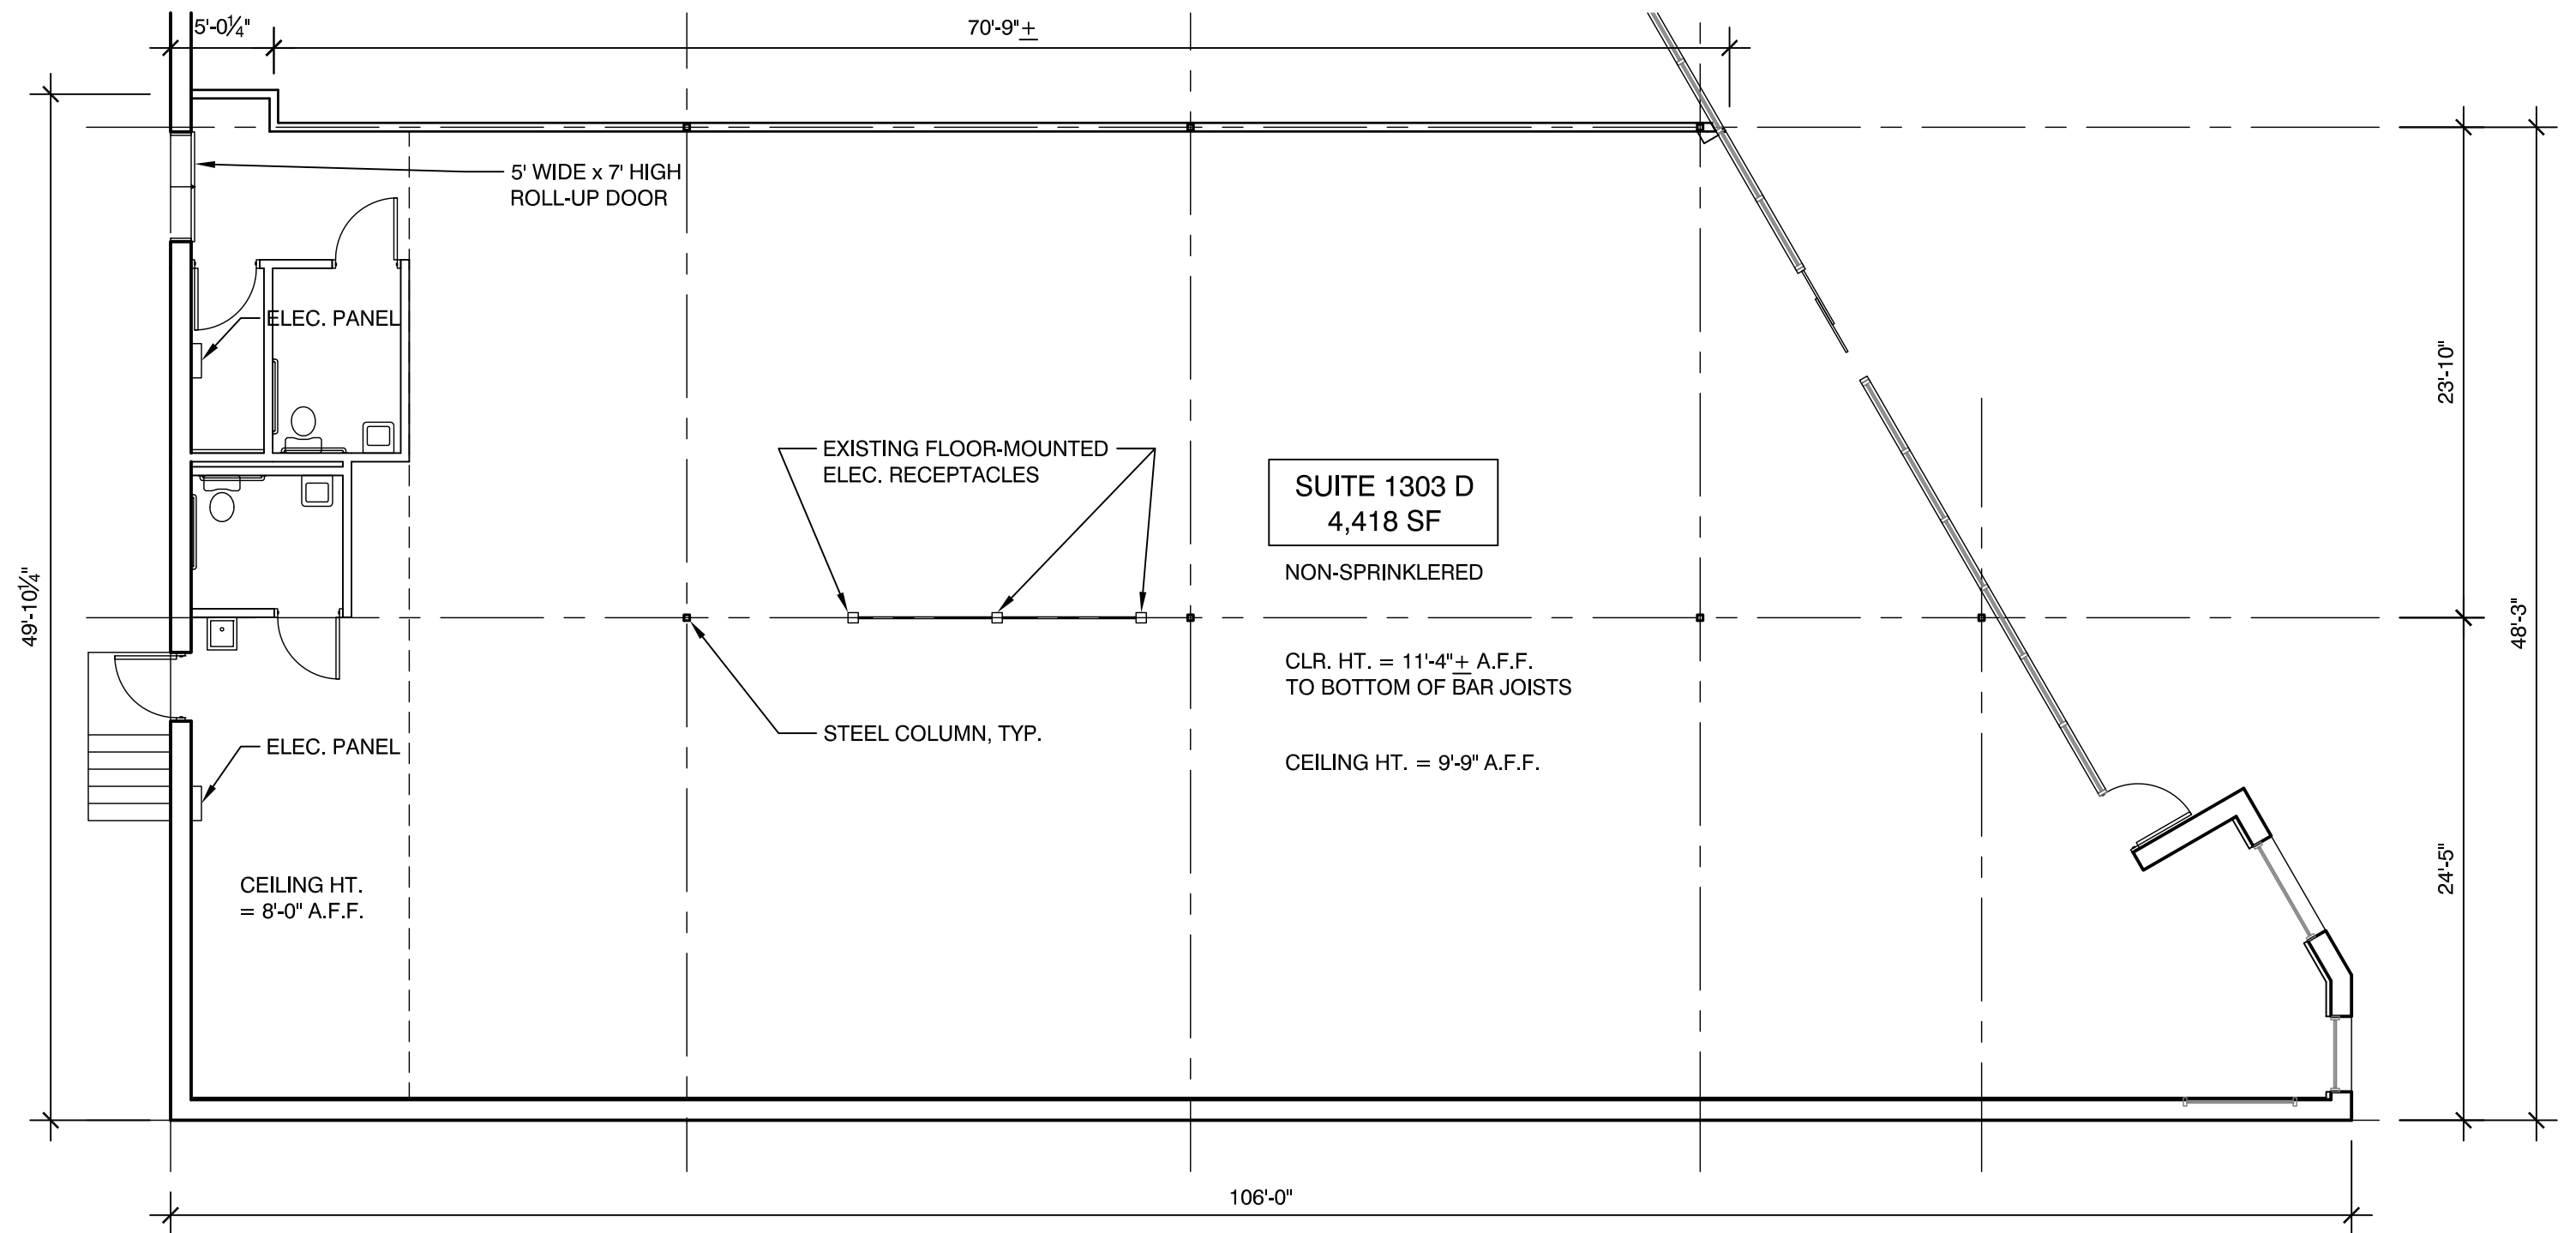 5'-0¼"
70'-9"±
5' WIDE x 7' HIGH
ROLL-UP DOOR
ELEC. PANEL
23'-10"
EXISTING FLOOR-MOUNTED
ELEC. RECEPTACLES
SUITE 1303 D
4,418 SF
NON-SPRINKLERED
49'-10¼"
48'-3"
CLR. HT. = 11'-4"± A.F.F.
TO BOTTOM OF BAR JOISTS
STEEL COLUMN, TYP.
ELEC. PANEL
CEILING HT. = 9'-9" A.F.F.
24'-5"
CEILING HT.
= 8'-0" A.F.F.
106'-0"